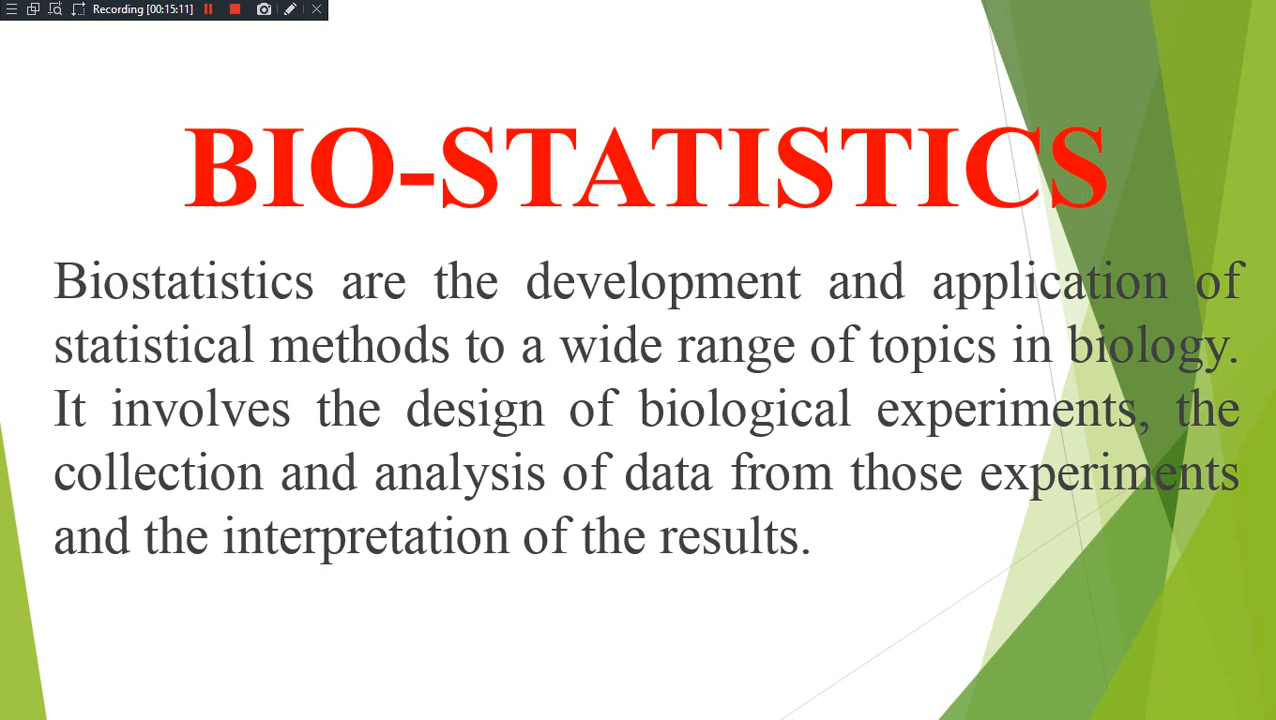 Recording [00:15:11]
BIO-STATISTICS
Biostatistics are the development and application of
statistical methods to a wide range of topics in biology.
It involves the design of biological experiments, the
collection and analysis of data from those experiments
and the interpretation of the results.